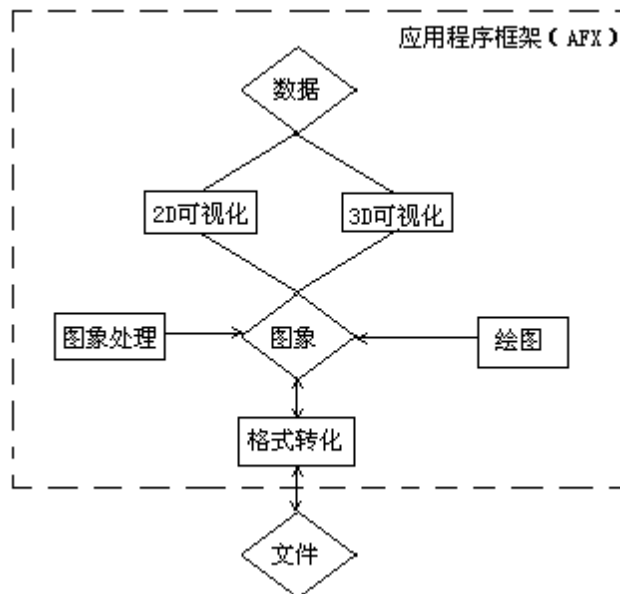 应用程序框架（AFX）
数据
2D可视化
3D可视化
图象处理
图象
绘图
格式转化
文件